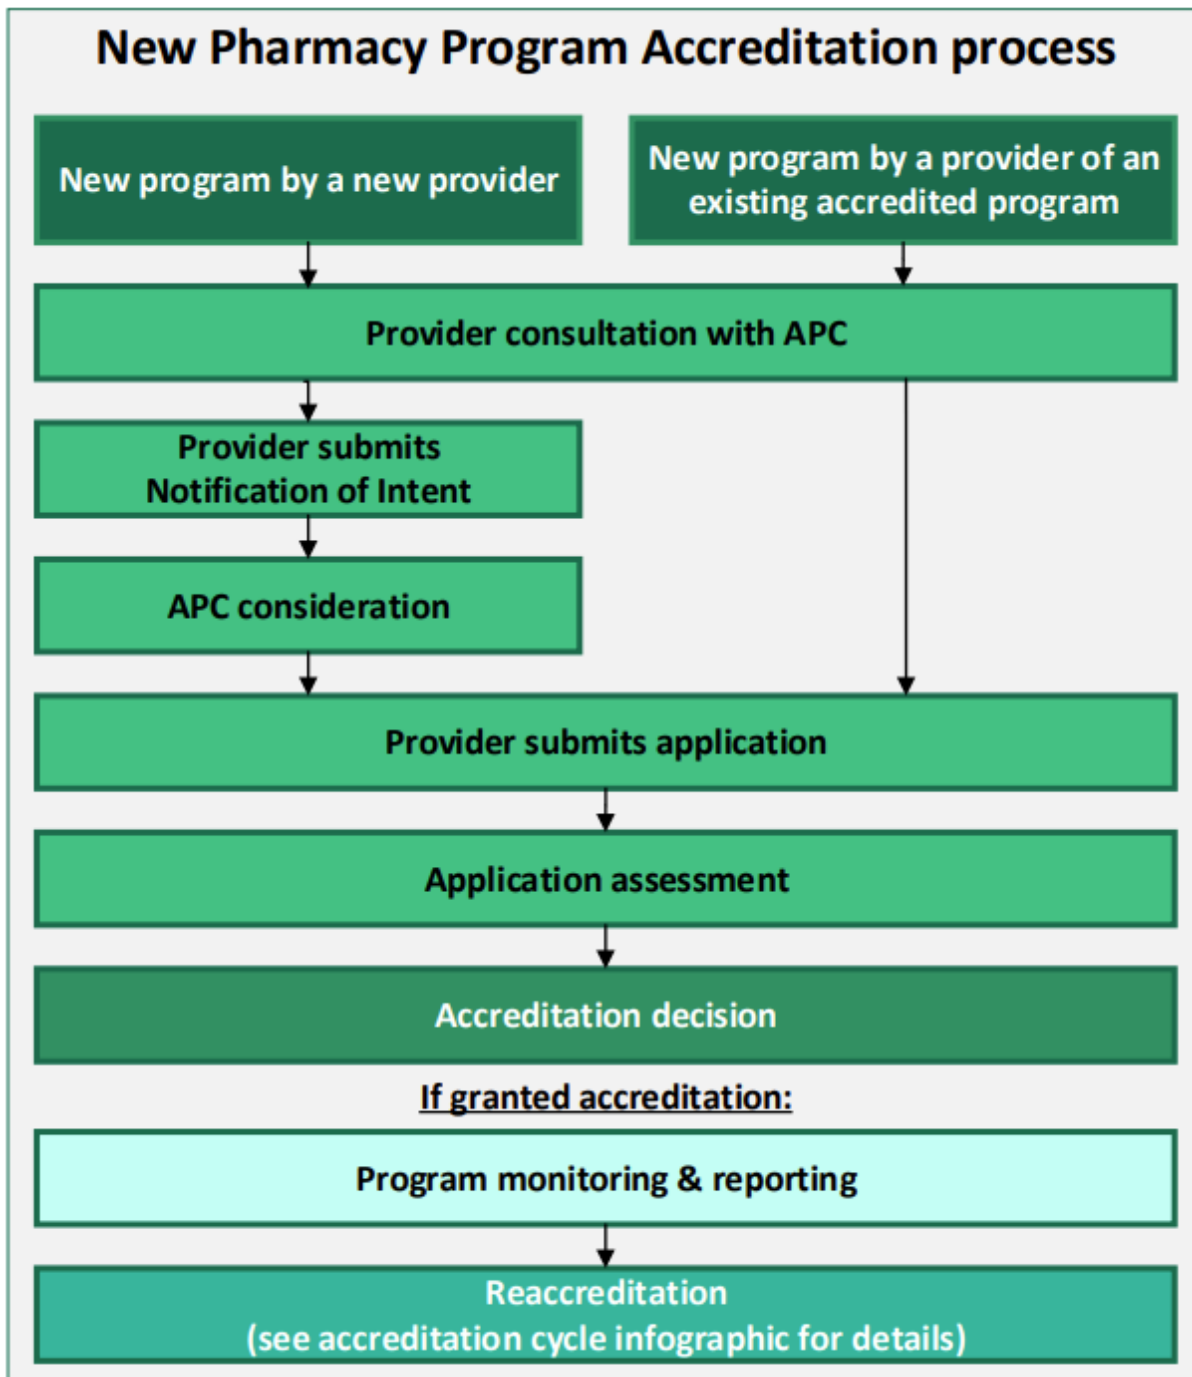 New Pharmacy Program Accreditation process
New program by a new provider
New program by a provider of an
existing accredited program
Provider consultation with APC
Provider submits
Notification of Intent
APC consideration
Provider submits application
Application assessment
Accreditation decision
If granted accreditation:
Program monitoring & reporting
Reaccreditation
(see accreditation cycle infographic for details)